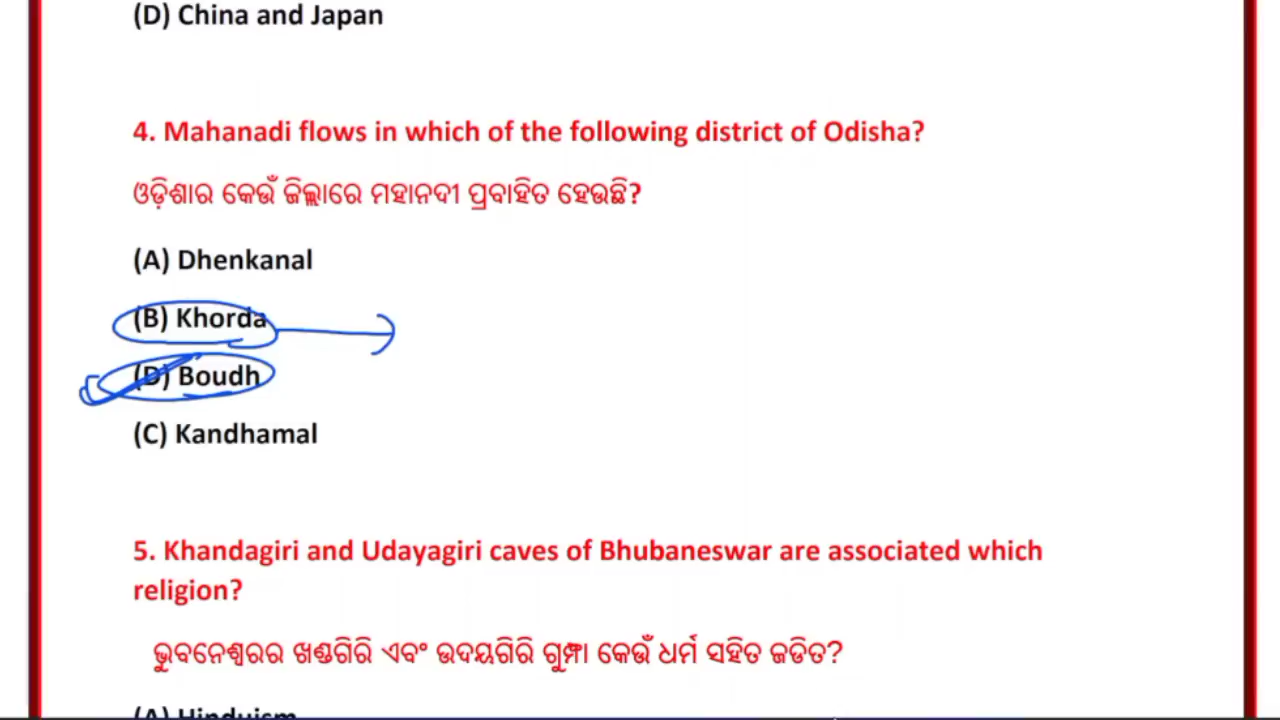 (D) China and Japan
4. Mahanadi flows in which of the following district of Odisha?
ଓଡ଼ିଶାର କେଉଁ ଜିଲ୍ଲାରେ ମହାନଦୀ ପ୍ରବାହିତ ହେଉଛି?
(A) Dhenkanal
(B) Khorda
(D) Boudh
(C) Kandhamal
5. Khandagiri and Udayagiri caves of Bhubaneswar are associated which
religion?
ଭୁବନେଶ୍ୱରର ଖଣ୍ଡଗିରି ଏବଂ ଉଦୟଗିରି ଗୁମ୍ଫା କେଉଁ ଧର୍ମ ସହିତ ଜଡିତ?
(A) Hinduism